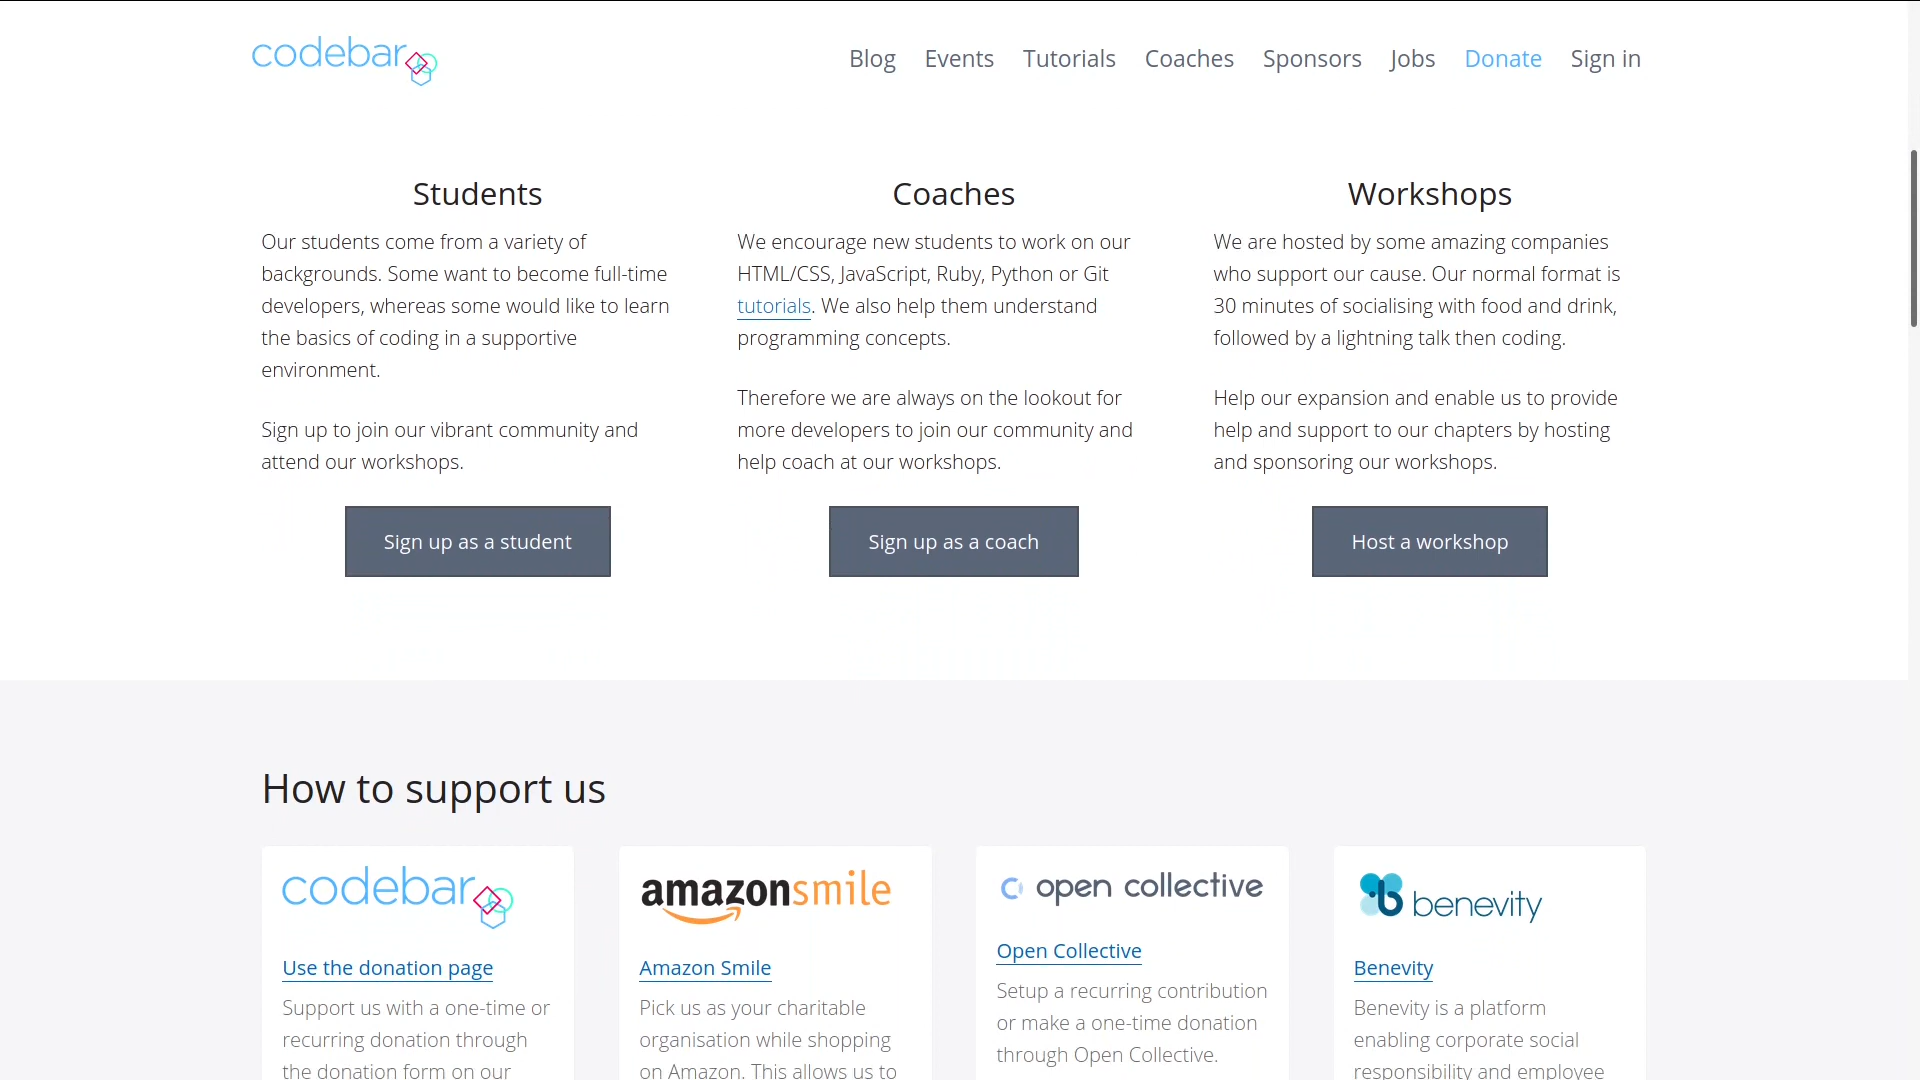 codebar
Blog Events Tutorials Coaches Sponsors Jobs Donate Sign in
Students
Our students come from a variety of
backgrounds. Some want to become full-time
developers, whereas some would like to learn
the basics of coding in a supportive
environment.
Sign up to join our vibrant community and
attend our workshops.
Sign up as a student
Coaches
We encourage new students to work on our
HTML/CSS, JavaScript, Ruby, Python or Git
tutorials. We also help them understand
programming concepts.
Therefore we are always on the lookout for
more developers to join our community and
help coach at our workshops.
Sign up as a coach
Workshops
We are hosted by some amazing companies
who support our cause. Our normal format is
30 minutes of socialising with food and drink,
followed by a lightning talk then coding.
Help our expansion and enable us to provide
help and support to our chapters by hosting
and sponsoring our workshops.
Host a workshop
How to support us
codebar
Use the donation page
Support us with a one-time or
recurring donation through
the donation form on our
amazonsmile
Amazon Smile
Pick us as your charitable
organisation while shopping
on Amazon. This allows us to
open collective
Open Collective
Setup a recurring contribution
or make a one-time donation
through Open Collective.
benevity
Benevity
Benevity is a platform
enabling corporate social
responsibility and employee